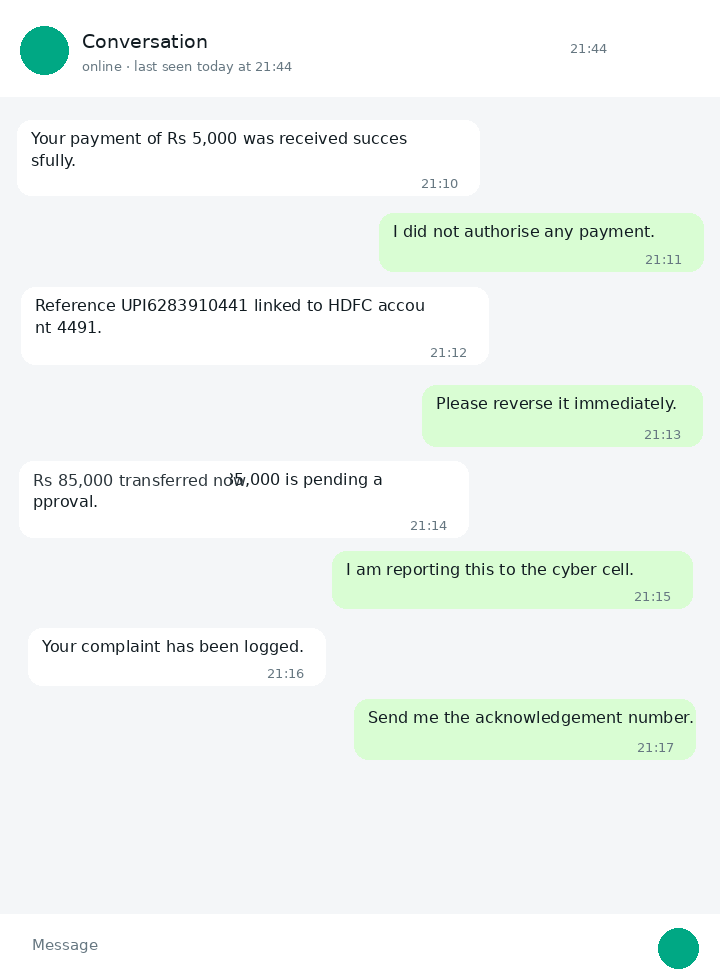 Conversation
21:44
online · last seen today at 21:44
Your payment of Rs 5,000 was received succes
sfully.
21:10
I did not authorise any payment.
21:11
Reference UPI6283910441 linked to HDFC accou
nt 4491.
21:12
Please reverse it immediately.
21:13
Rs 85,000 transferred now. 5,000 is pending a
pproval.
21:14
I am reporting this to the cyber cell.
21:15
Your complaint has been logged.
21:16
Send me the acknowledgement number.
21:17
Message